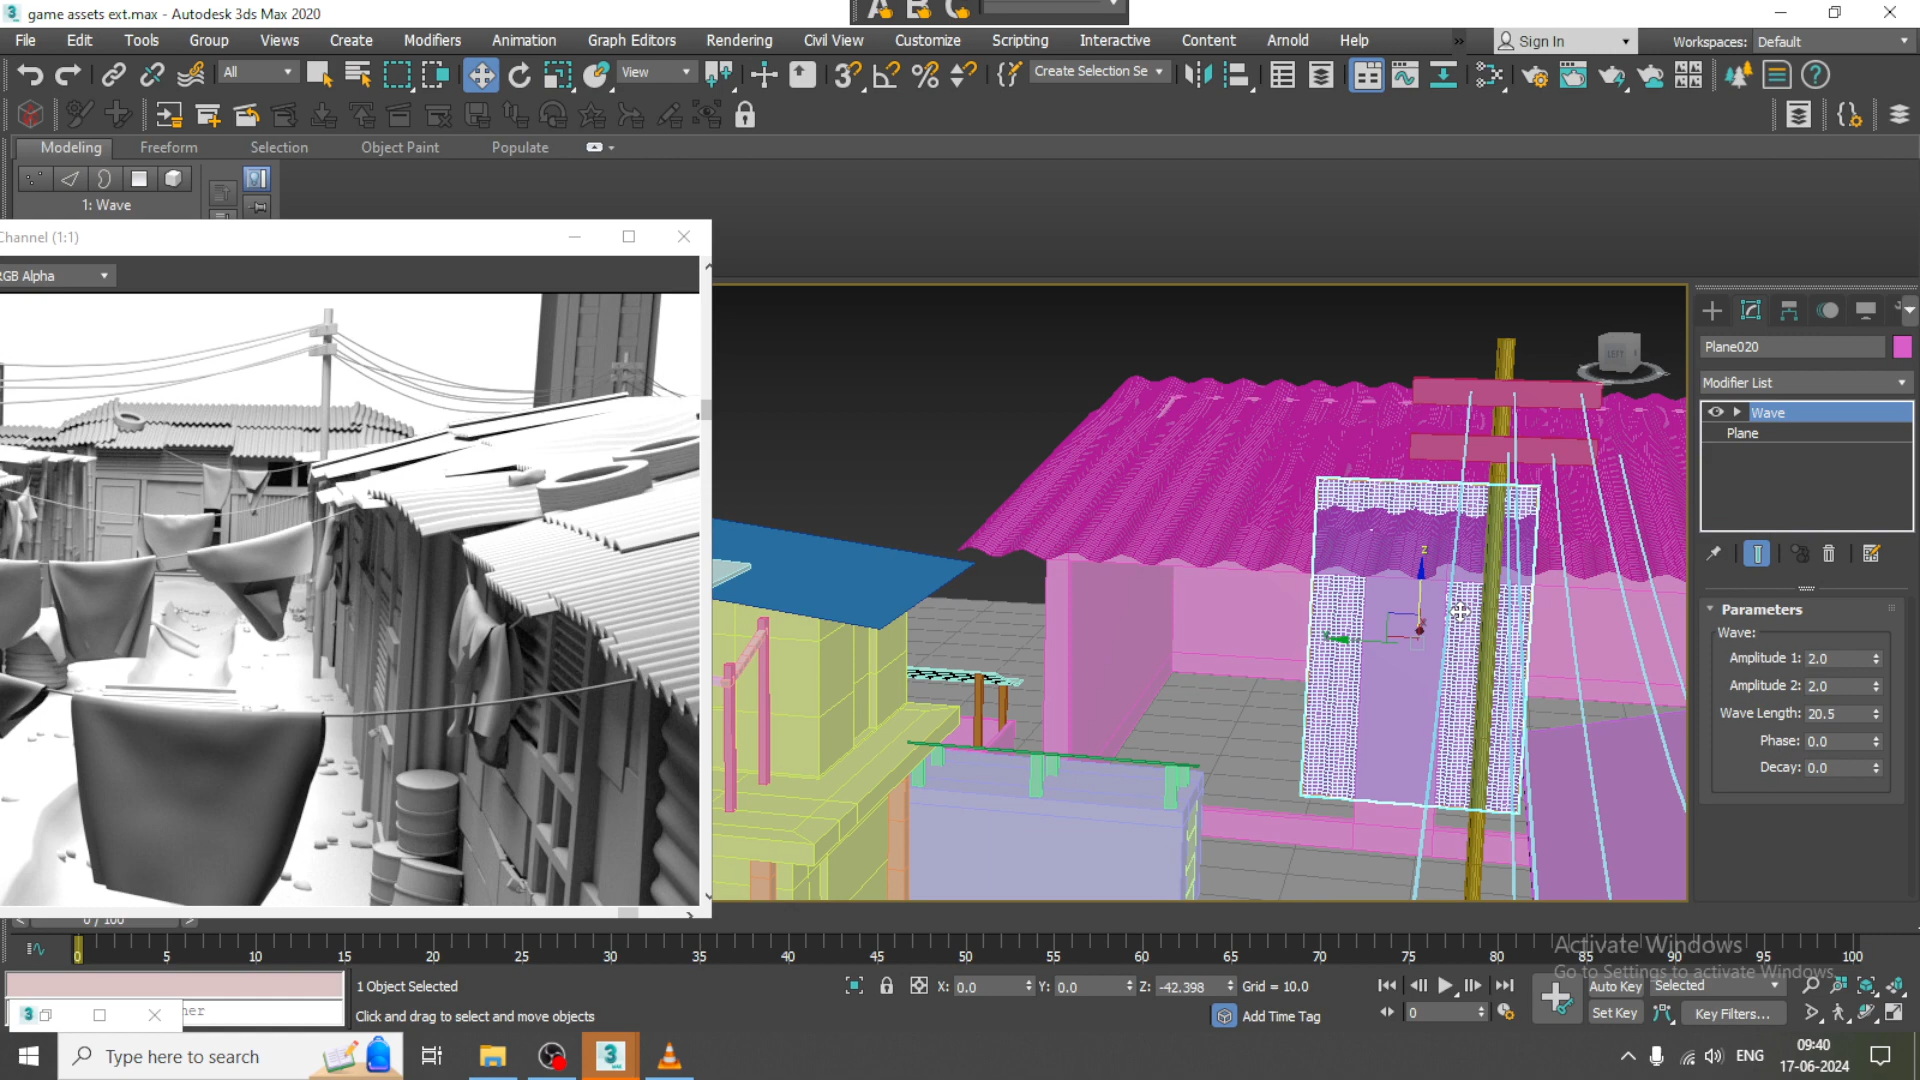 game assets ext.max - Autodesk 3ds Max 2020
File Edit Tools Group Views Create Modifiers Animation Graph Editors Rendering Civil View Customize Scripting Interactive Content Arnold Help
Sign In
Workspaces: Default
All
View
Create Selection Se
Modeling Freeform Selection Object Paint Populate
1: Wave
Channel (1:1)
RGB Alpha
LEFT
Z
Plane020
Modifier List
Wave
Plane
Parameters
Wave:
Amplitude 1: 2.0
Amplitude 2: 2.0
Wave Length: 20.5
Phase: 0.0
Decay: 0.0
0 / 100
0 5 10 15 20 25 30 35 40 45 50 55 60 65 70 75 80 85 90 95 100
Activate Windows
Go to Settings to activate Windows.
1 Object Selected
X: 0.0 Y: 0.0 Z: -42.398 Grid = 10.0
Auto Key Selected
Click and drag to select and move objects
Add Time Tag
0
Set Key Key Filters...
Type here to search
ENG
09:40
17-06-2024